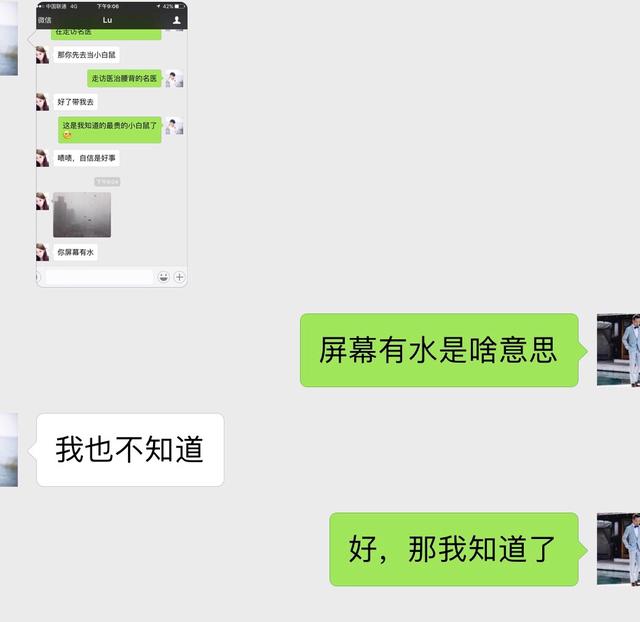 中国联通 4G 下午9:06 42%
微信 Lu
在走访名医
那你先去当小白鼠
走访医治腰背的名医
好了带我去
这是我知道的最贵的小白鼠了
啧啧，自信是好事
下午9:04
你屏幕有水
屏幕有水是啥意思
我也不知道
好，那我知道了